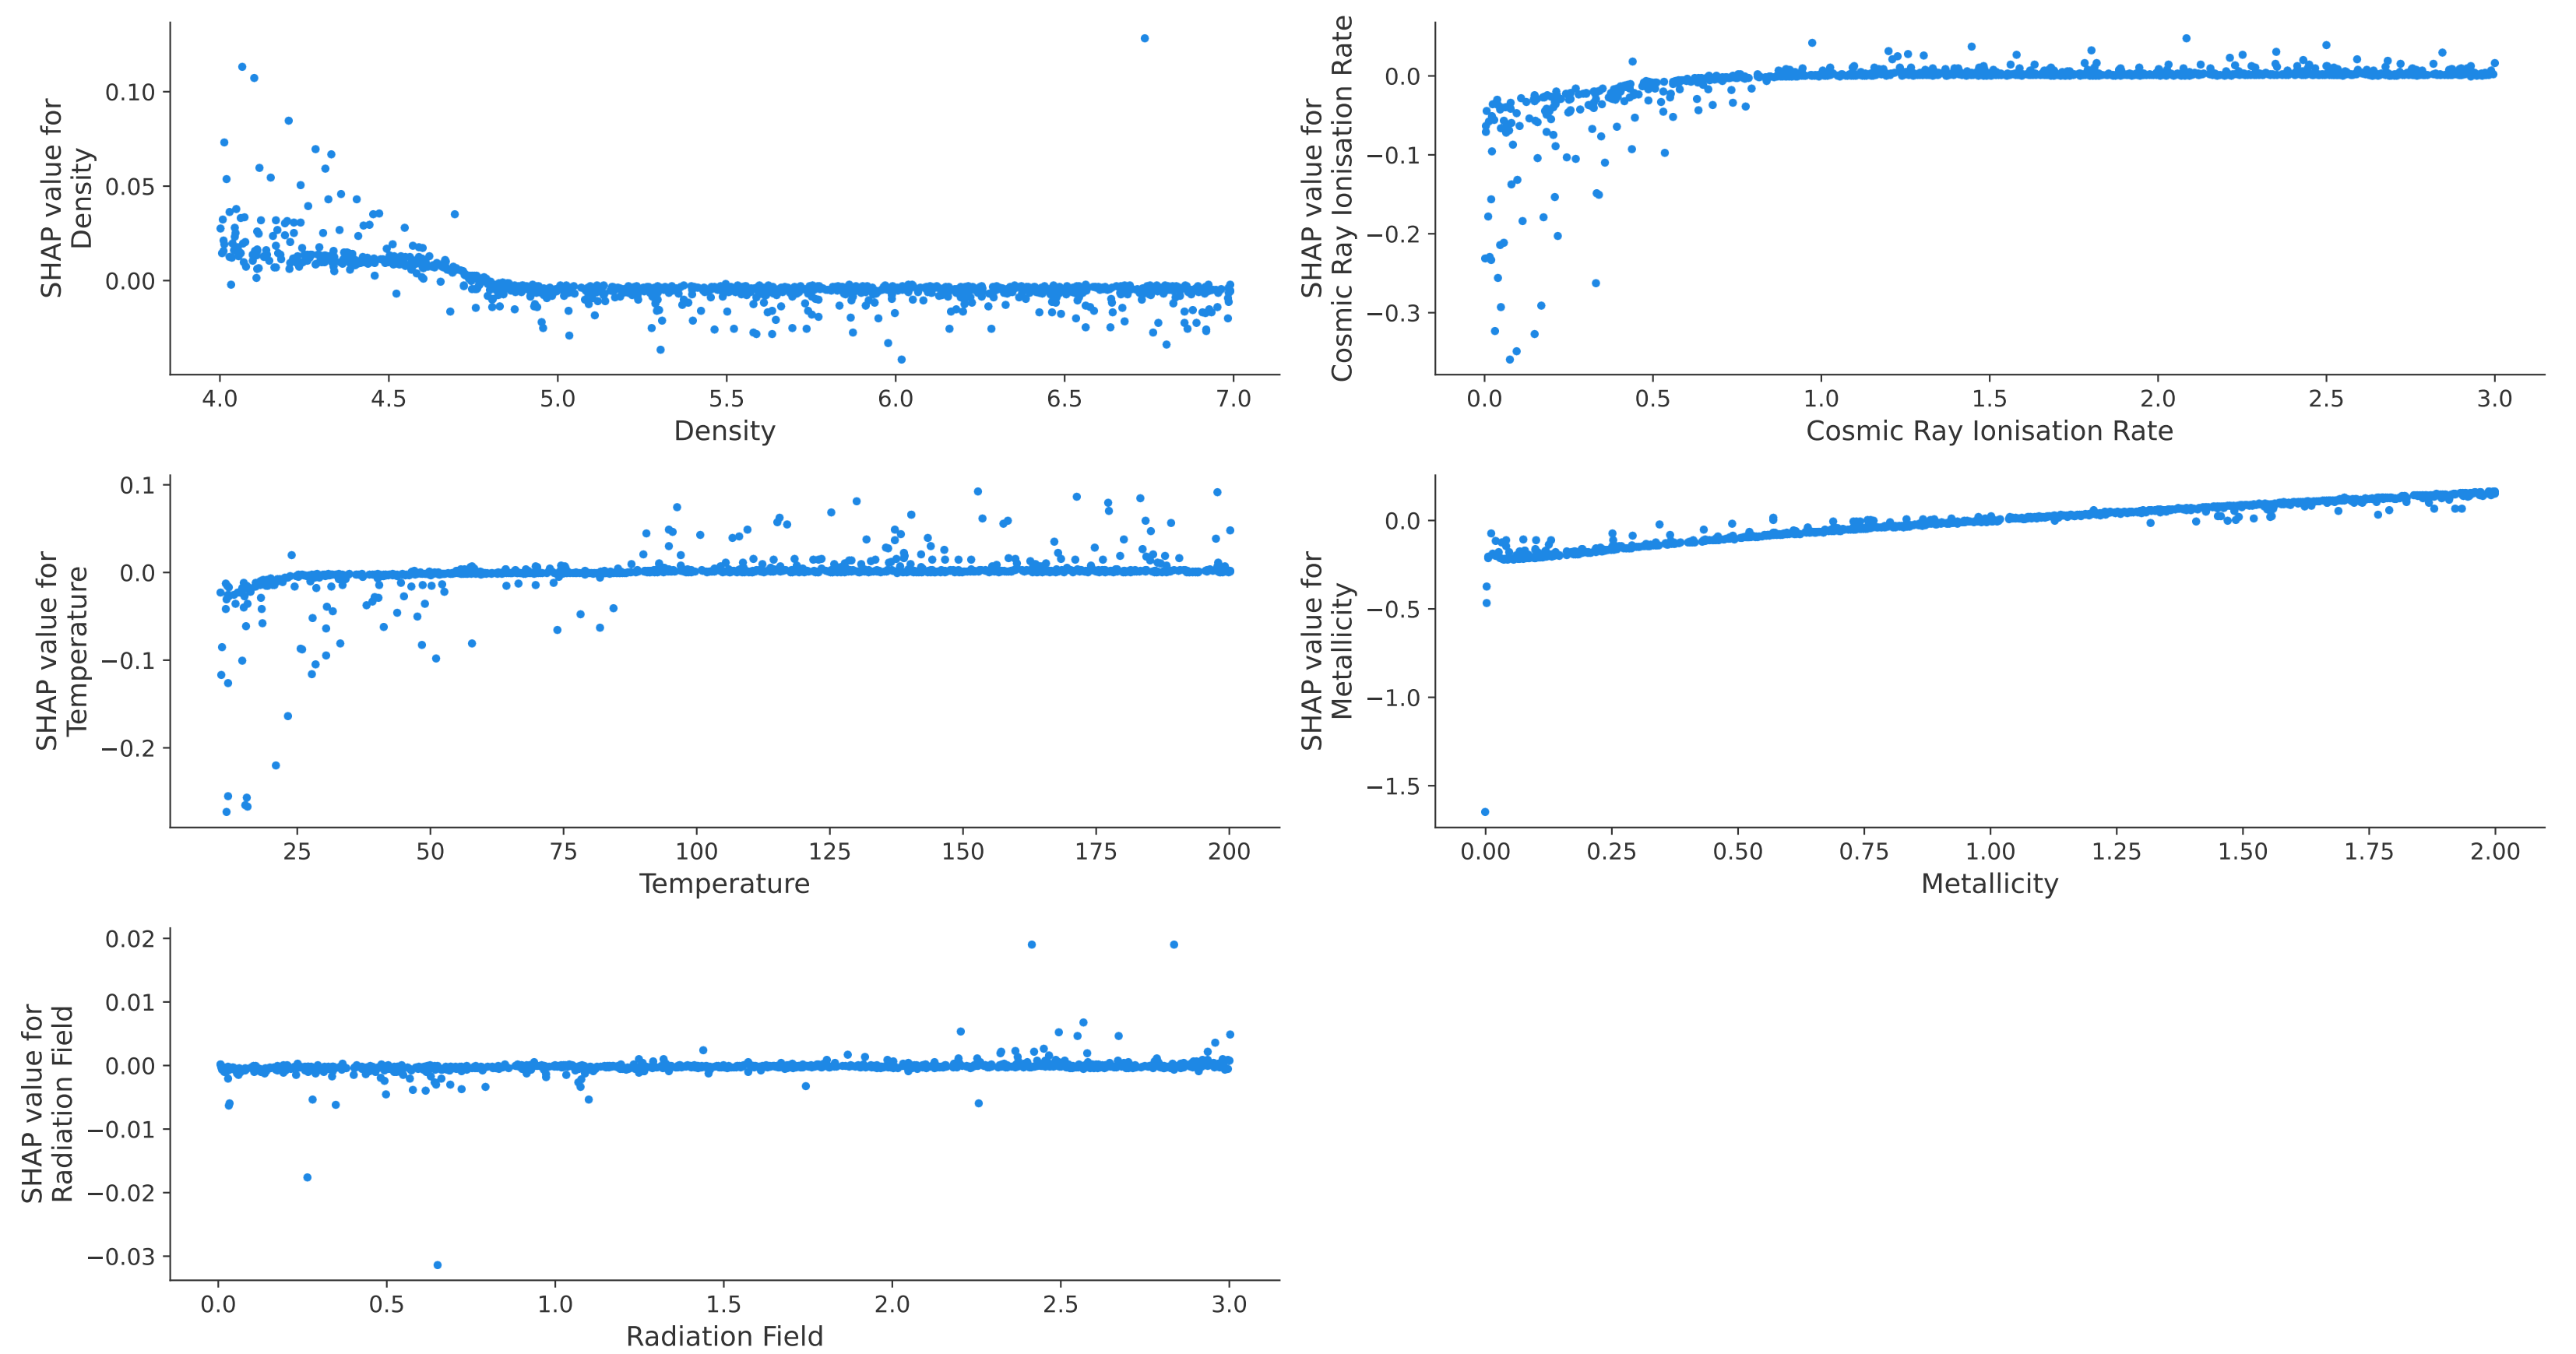 SHAP value for
Density
0.10
0.05
0.00
4.0 4.5 5.0 5.5 6.0 6.5 7.0
Density
SHAP value for
Cosmic Ray Ionisation Rate
0.0
−0.1
−0.2
−0.3
0.0 0.5 1.0 1.5 2.0 2.5 3.0
Cosmic Ray Ionisation Rate
SHAP value for
Temperature
0.1
0.0
−0.1
−0.2
25 50 75 100 125 150 175 200
Temperature
SHAP value for
Metallicity
0.0
−0.5
−1.0
−1.5
0.00 0.25 0.50 0.75 1.00 1.25 1.50 1.75 2.00
Metallicity
SHAP value for
Radiation Field
0.02
0.01
0.00
−0.01
−0.02
−0.03
0.0 0.5 1.0 1.5 2.0 2.5 3.0
Radiation Field